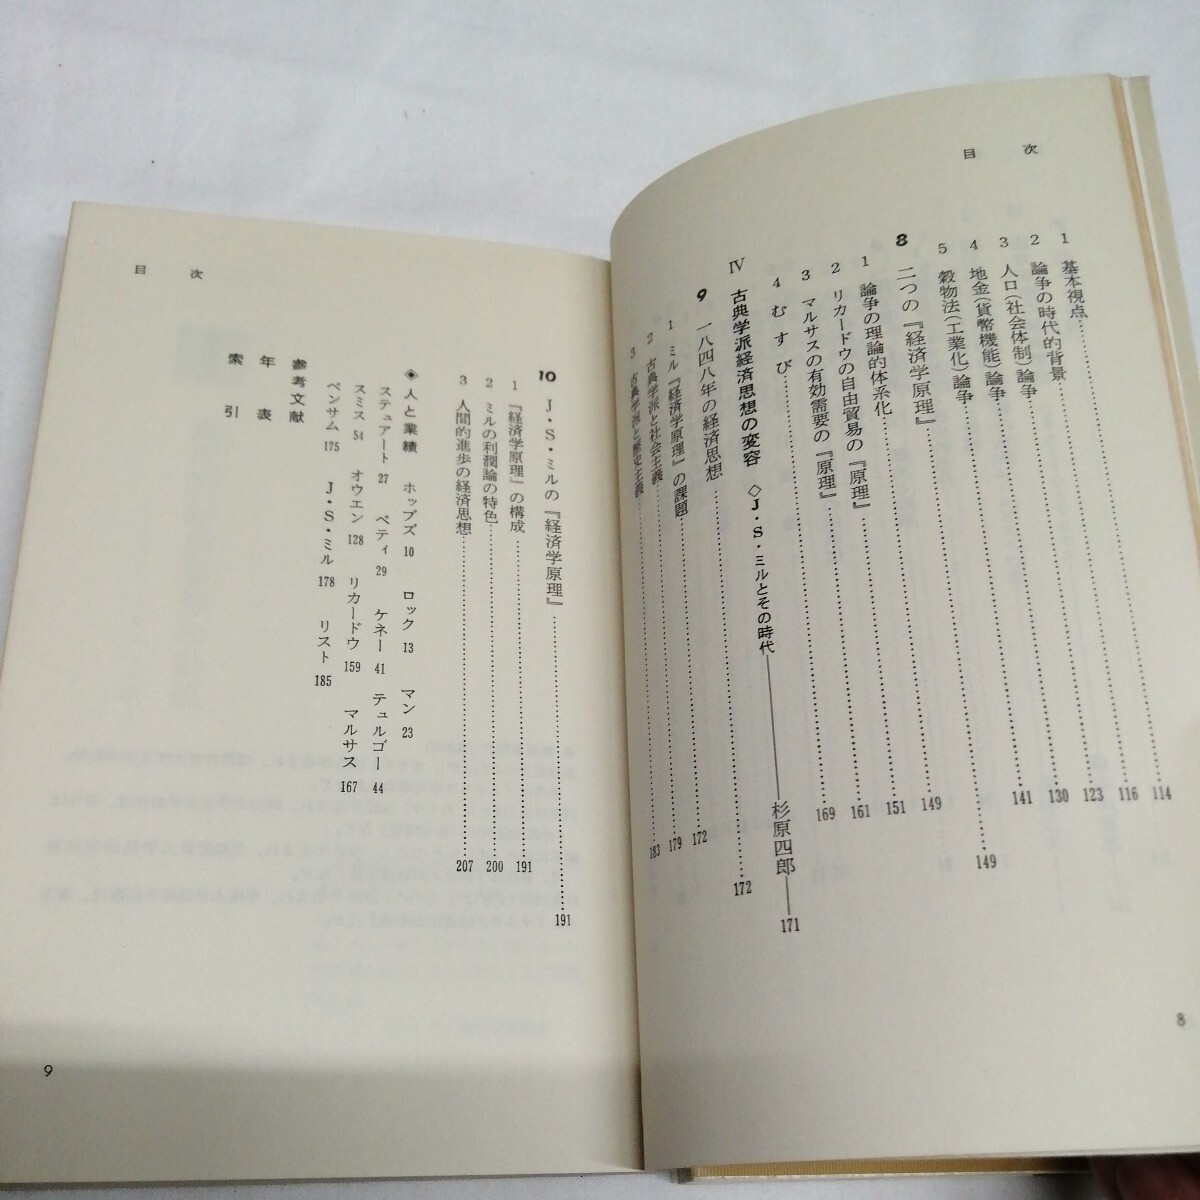 目　次
1　基本視点……114
2　論争の時代的背景……116
3　人口（社会体制）論争……123
4　地金（貨幣機能）論争……130
5　穀物法（工業化）論争……141
8　二つの『経済学原理』……149
1　論争の理論的体系化……149
2　リカードウの自由貿易の『原理』……151
3　マルサスの有効需要の『原理』……161
4　むすび……169
Ⅳ　古典学派経済思想の変容　◇J・S・ミルとその時代――杉原四郎――171
9　一八四八年の経済思想……172
1　ミル『経済学原理』の課題……172
2　古典学派と社会主義……179
3　古典学派と歴史主義……183
8
目　次
10　J・S・ミルの『経済学原理』……191
1　『経済学原理』の構成……191
2　ミルの利潤論の特色……200
3　人間的進歩の経済思想……207
◆人と業績　ホッブズ 10　ロック 13　マン 23
ステュアート 27　ペティ 29　ケネー 41　テュルゴー 44
スミス 54　オウエン 128　リカードウ 159　マルサス 167
ベンサム 175　J・S・ミル 178　リスト 185
参考文献
年　表
索　引
9